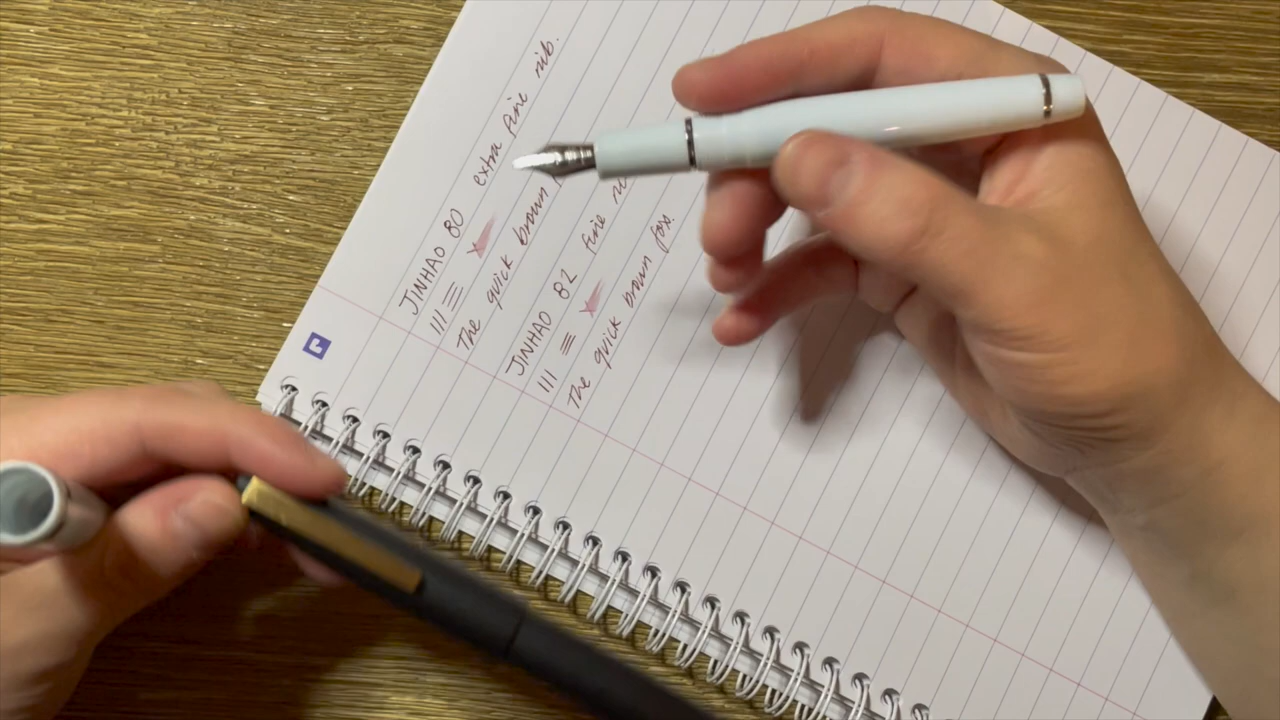 JINHAO 80 extra fine nib.
The quick brown
JINHAO 82 fine
The quick brown fox.